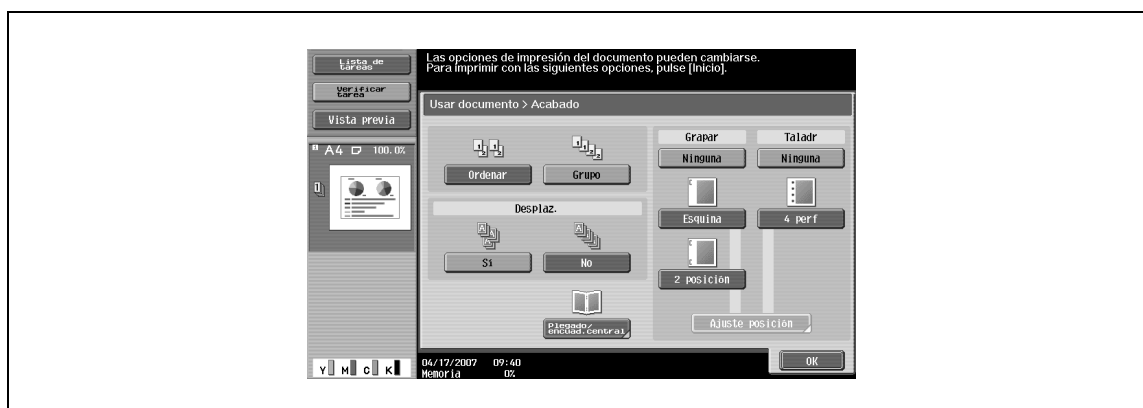 Lista de
tareas
Verificar
tarea
Vista previa
A4 100.0%
1
Las opciones de impresión del documento pueden cambiarse.
Para imprimir con las siguientes opciones, pulse [Inicio].
Usar documento > Acabado
Ordenar
Grupo
Desplaz.
Sí
No
Plegado/
encuad.central
Grapar
Taladr
Ninguna
Ninguna
Esquina
4 perf
2 posición
Ajuste posición
Y M C K
04/17/2007 09:40
Memoria 0%
OK